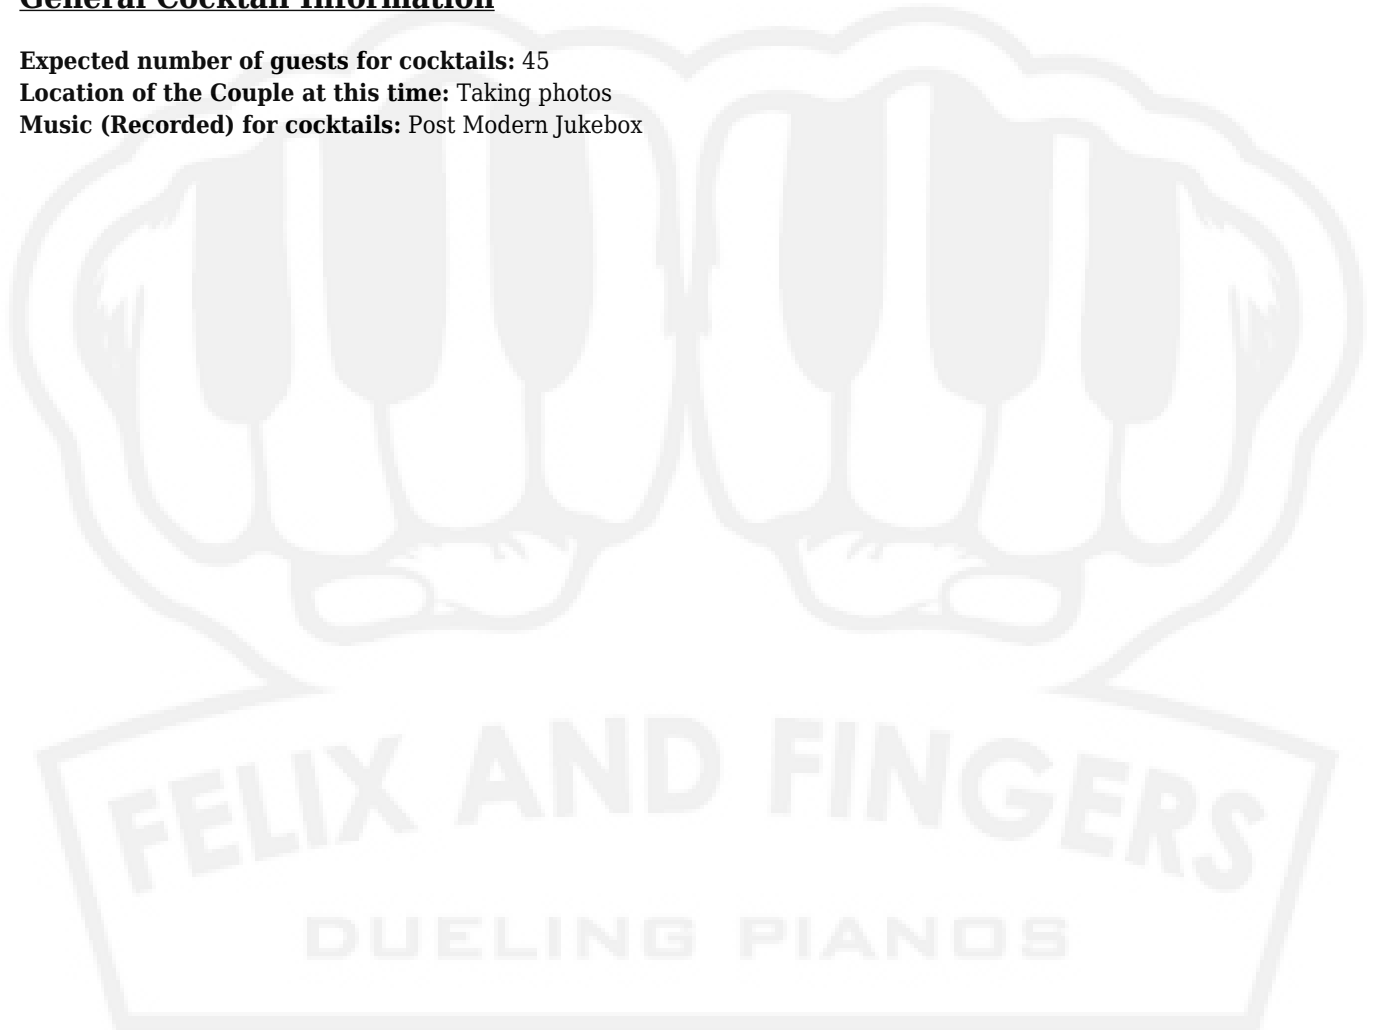 General Cocktail Information
Expected number of guests for cocktails: 45
Location of the Couple at this time: Taking photos
Music (Recorded) for cocktails: Post Modern Jukebox
FELIX AND FINGERS
DUELING PIANOS